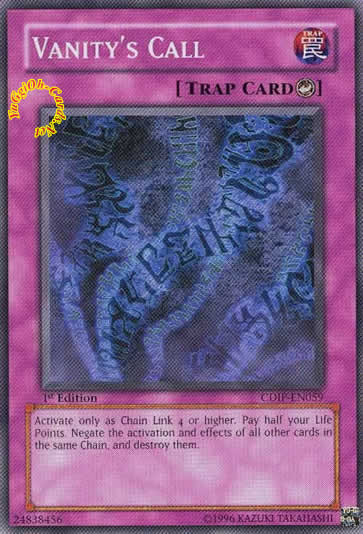 VANITY'S CALL
TRAP
罠
[TRAP CARD]
YuGiOh-Cards.Net
1st Edition
CDIP-EN059
Activate only as Chain Link 4 or higher. Pay half your Life
Points. Negate the activation and effects of all other cards in
the same Chain, and destroy them.
24838456
©1996 KAZUKI TAKAHASHI